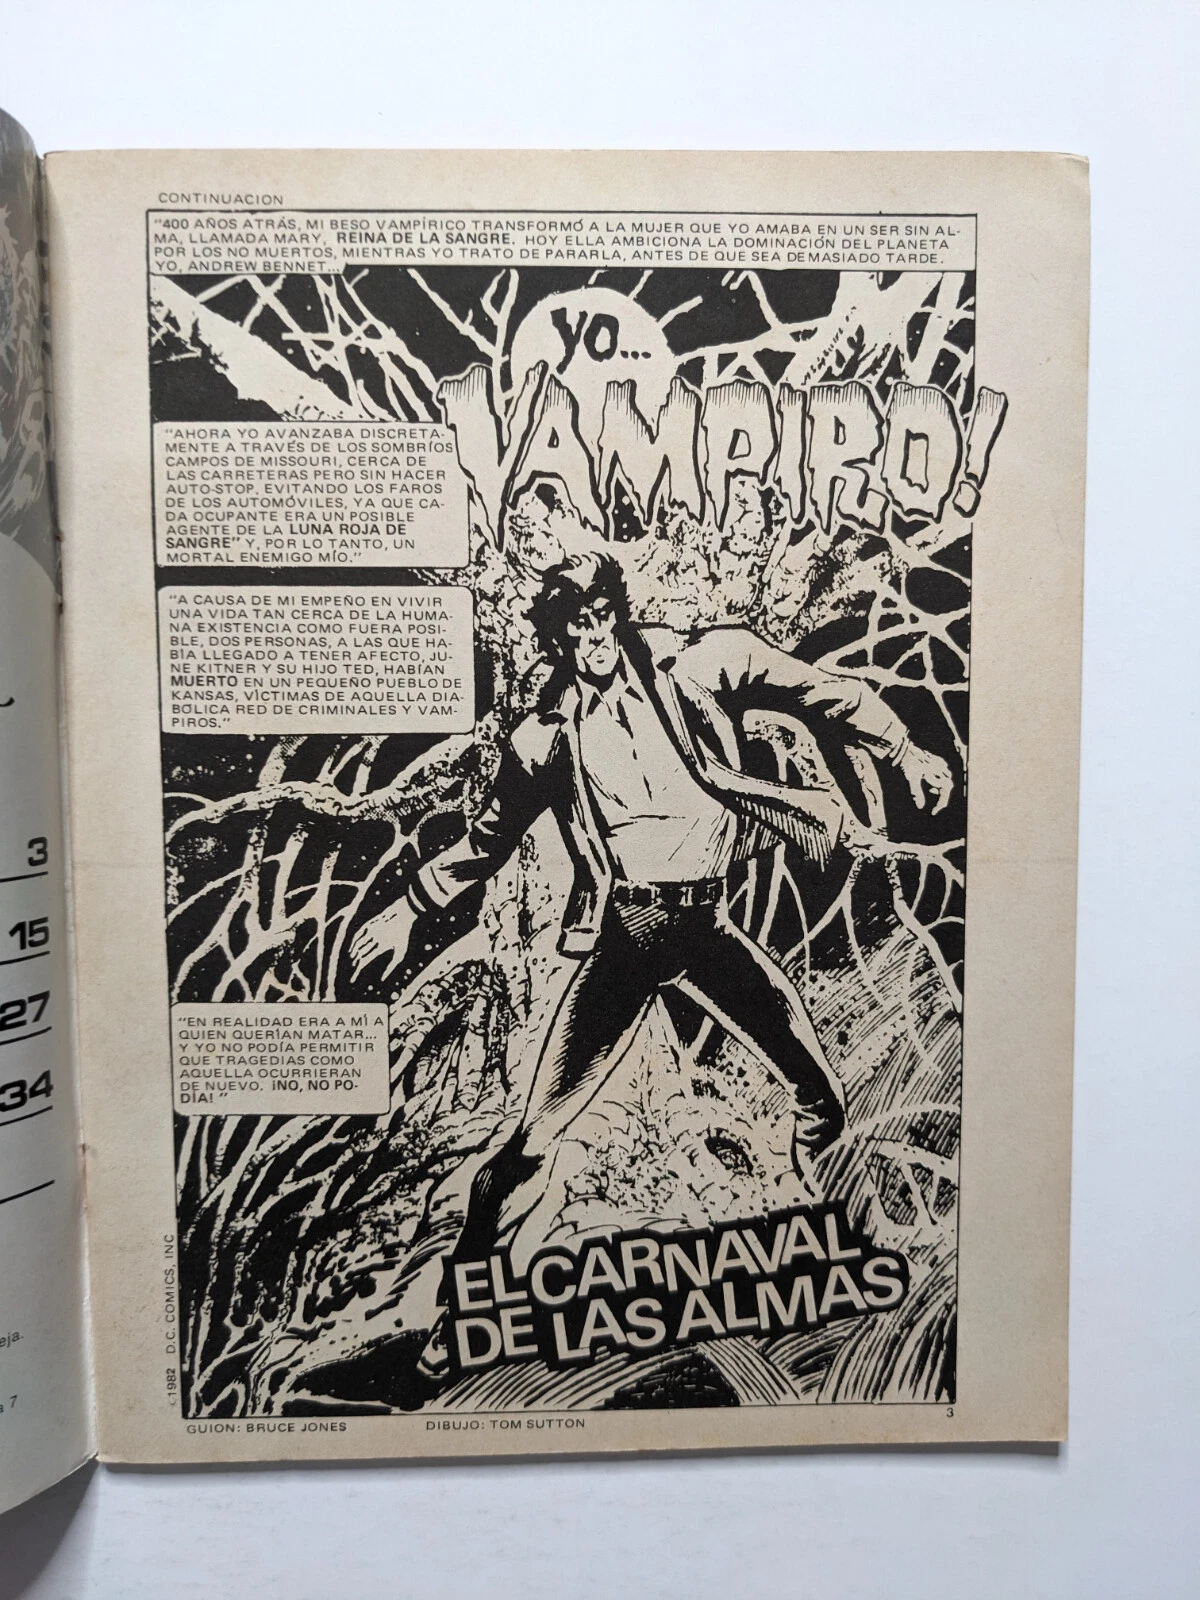 CONTINUACION
"400 AÑOS ATRÁS, MI BESO VAMPÍRICO TRANSFORMÓ A LA MUJER QUE YO AMABA EN UN SER SIN AL-
MA, LLAMADA MARY, REINA DE LA SANGRE. HOY ELLA AMBICIONA LA DOMINACIÓN DEL PLANETA
POR LOS NO MUERTOS, MIENTRAS YO TRATO DE PARARLA, ANTES DE QUE SEA DEMASIADO TARDE.
YO, ANDREW BENNET...
YO...
VAMPIRO!
"AHORA YO AVANZABA DISCRETA-
MENTE A TRAVÉS DE LOS SOMBRÍOS
CAMPOS DE MISSOURI, CERCA DE
LAS CARRETERAS PERO SIN HACER
AUTO-STOP, EVITANDO LOS FAROS
DE LOS AUTOMÓVILES, YA QUE CA-
DA OCUPANTE ERA UN POSIBLE
AGENTE DE LA LUNA ROJA DE
SANGRE" Y, POR LO TANTO, UN
MORTAL ENEMIGO MÍO."
"A CAUSA DE MI EMPEÑO EN VIVIR
UNA VIDA TAN CERCA DE LA HUMA-
NA EXISTENCIA COMO FUERA POSI-
BLE, DOS PERSONAS, A LAS QUE HA-
BÍA LLEGADO A TENER AFECTO, JU-
NE KITNER Y SU HIJO TED, HABÍAN
MUERTO EN UN PEQUEÑO PUEBLO DE
KANSAS, VÍCTIMAS DE AQUELLA DIA-
BÓLICA RED DE CRIMINALES Y VAM-
PIROS."
"EN REALIDAD ERA A MÍ A
QUIEN QUERÍAN MATAR...
Y YO NO PODÍA PERMITIR
QUE TRAGEDIAS COMO
AQUELLA OCURRIERAN
DE NUEVO. ¡NO, NO PO-
DÍA! "
EL CARNAVAL
DE LAS ALMAS
©1982 D.C. COMICS, INC
3
GUION: BRUCE JONES DIBUJO: TOM SUTTON
3
15
27
34
eja.
a 7